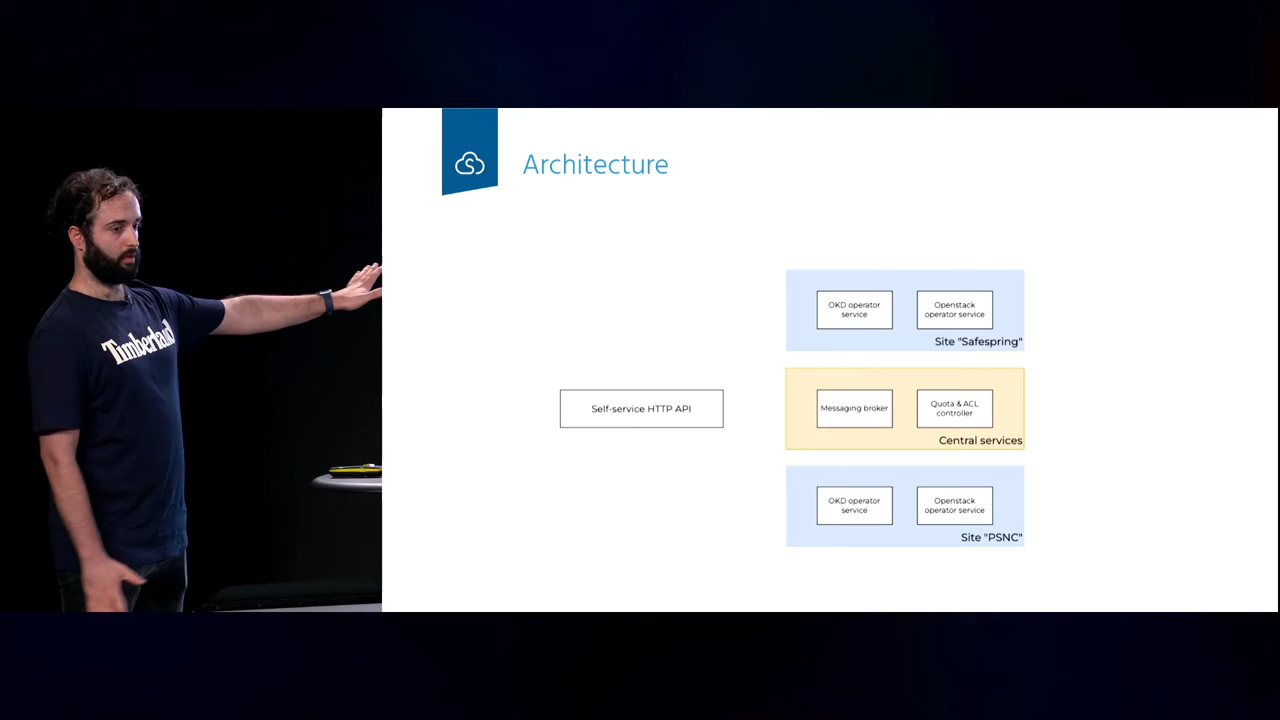 Architecture
OKD operator
service
Openstack
operator service
Site "Safespring"
Self-service HTTP API
Messaging broker
Quota & ACL
controller
Central services
OKD operator
service
Openstack
operator service
Site "PSNC"
Timberland